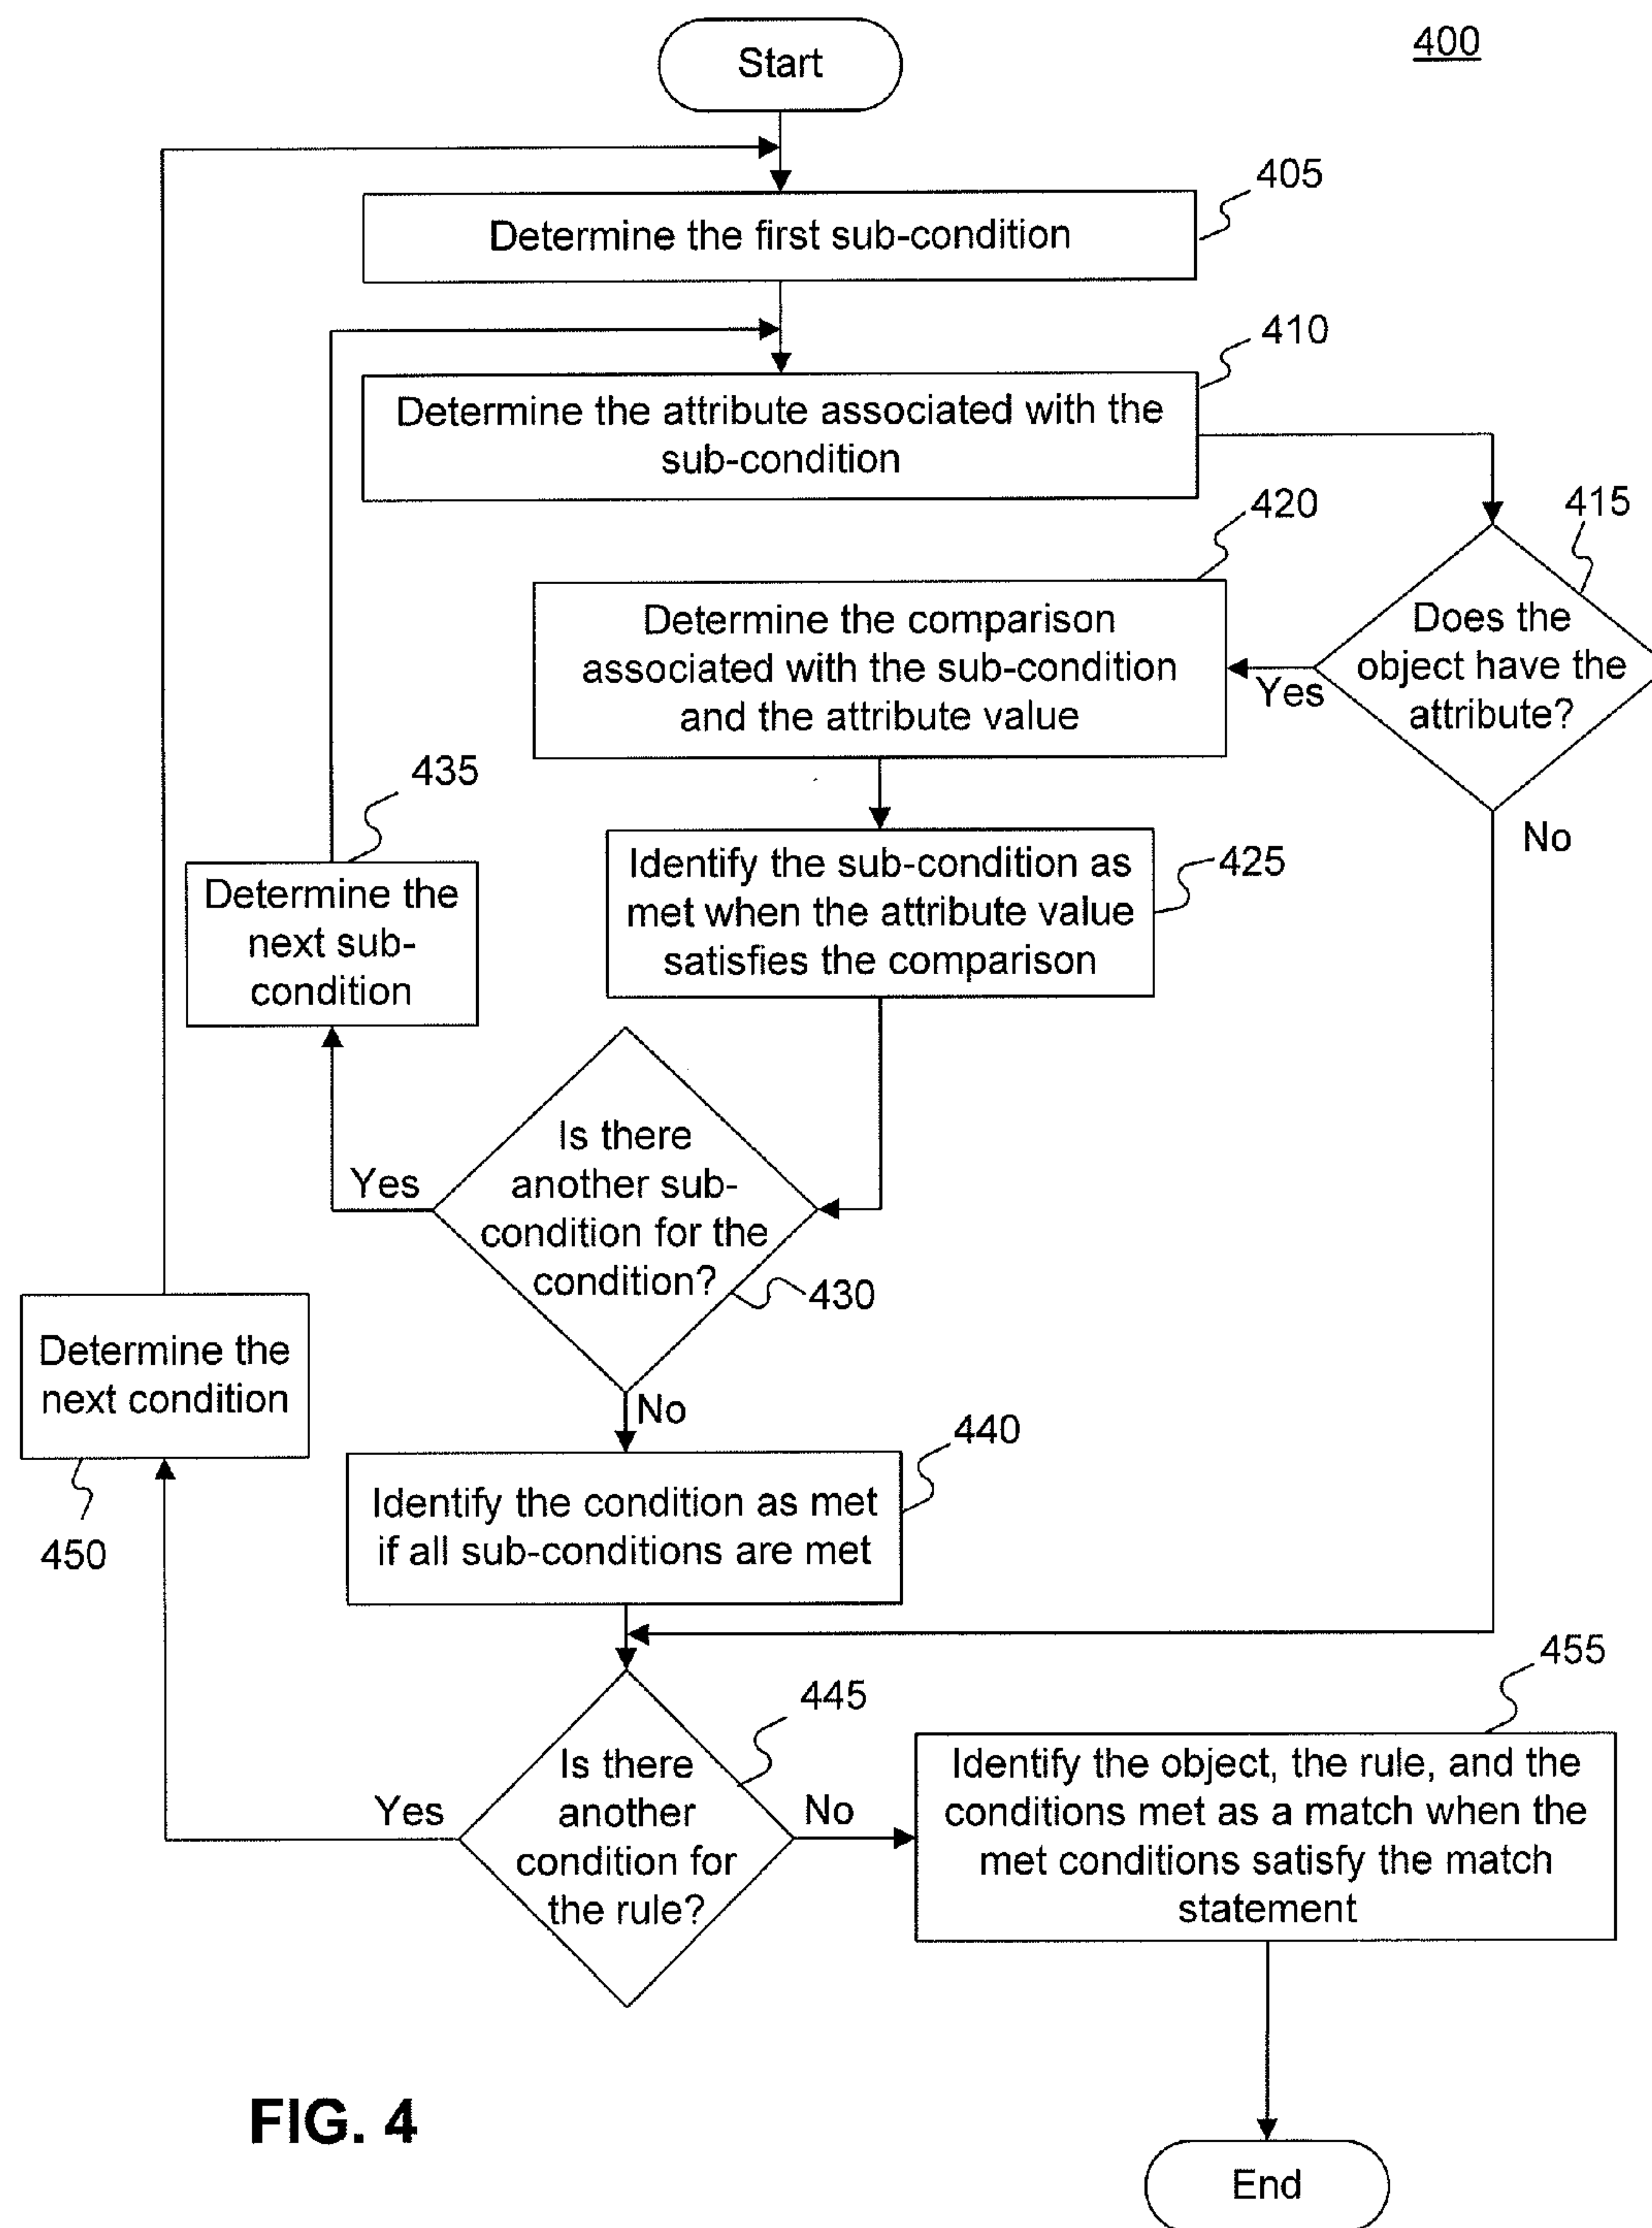 400
Start
405
Determine the first sub-condition
410
Determine the attribute associated with the
sub-condition
420
415
Determine the comparison
associated with the sub-condition
and the attribute value
Does the
object have the
attribute?
Yes
No
435
Identify the sub-condition as
met when the attribute value
satisfies the comparison
425
Determine the
next sub-
condition
Is there
another sub-
condition for the
condition?
Yes
430
No
Determine the
next condition
450
440
Identify the condition as met
if all sub-conditions are met
455
445
Is there
another
condition for
the rule?
Yes
No
Identify the object, the rule, and the
conditions met as a match when the
met conditions satisfy the match
statement
FIG. 4
End